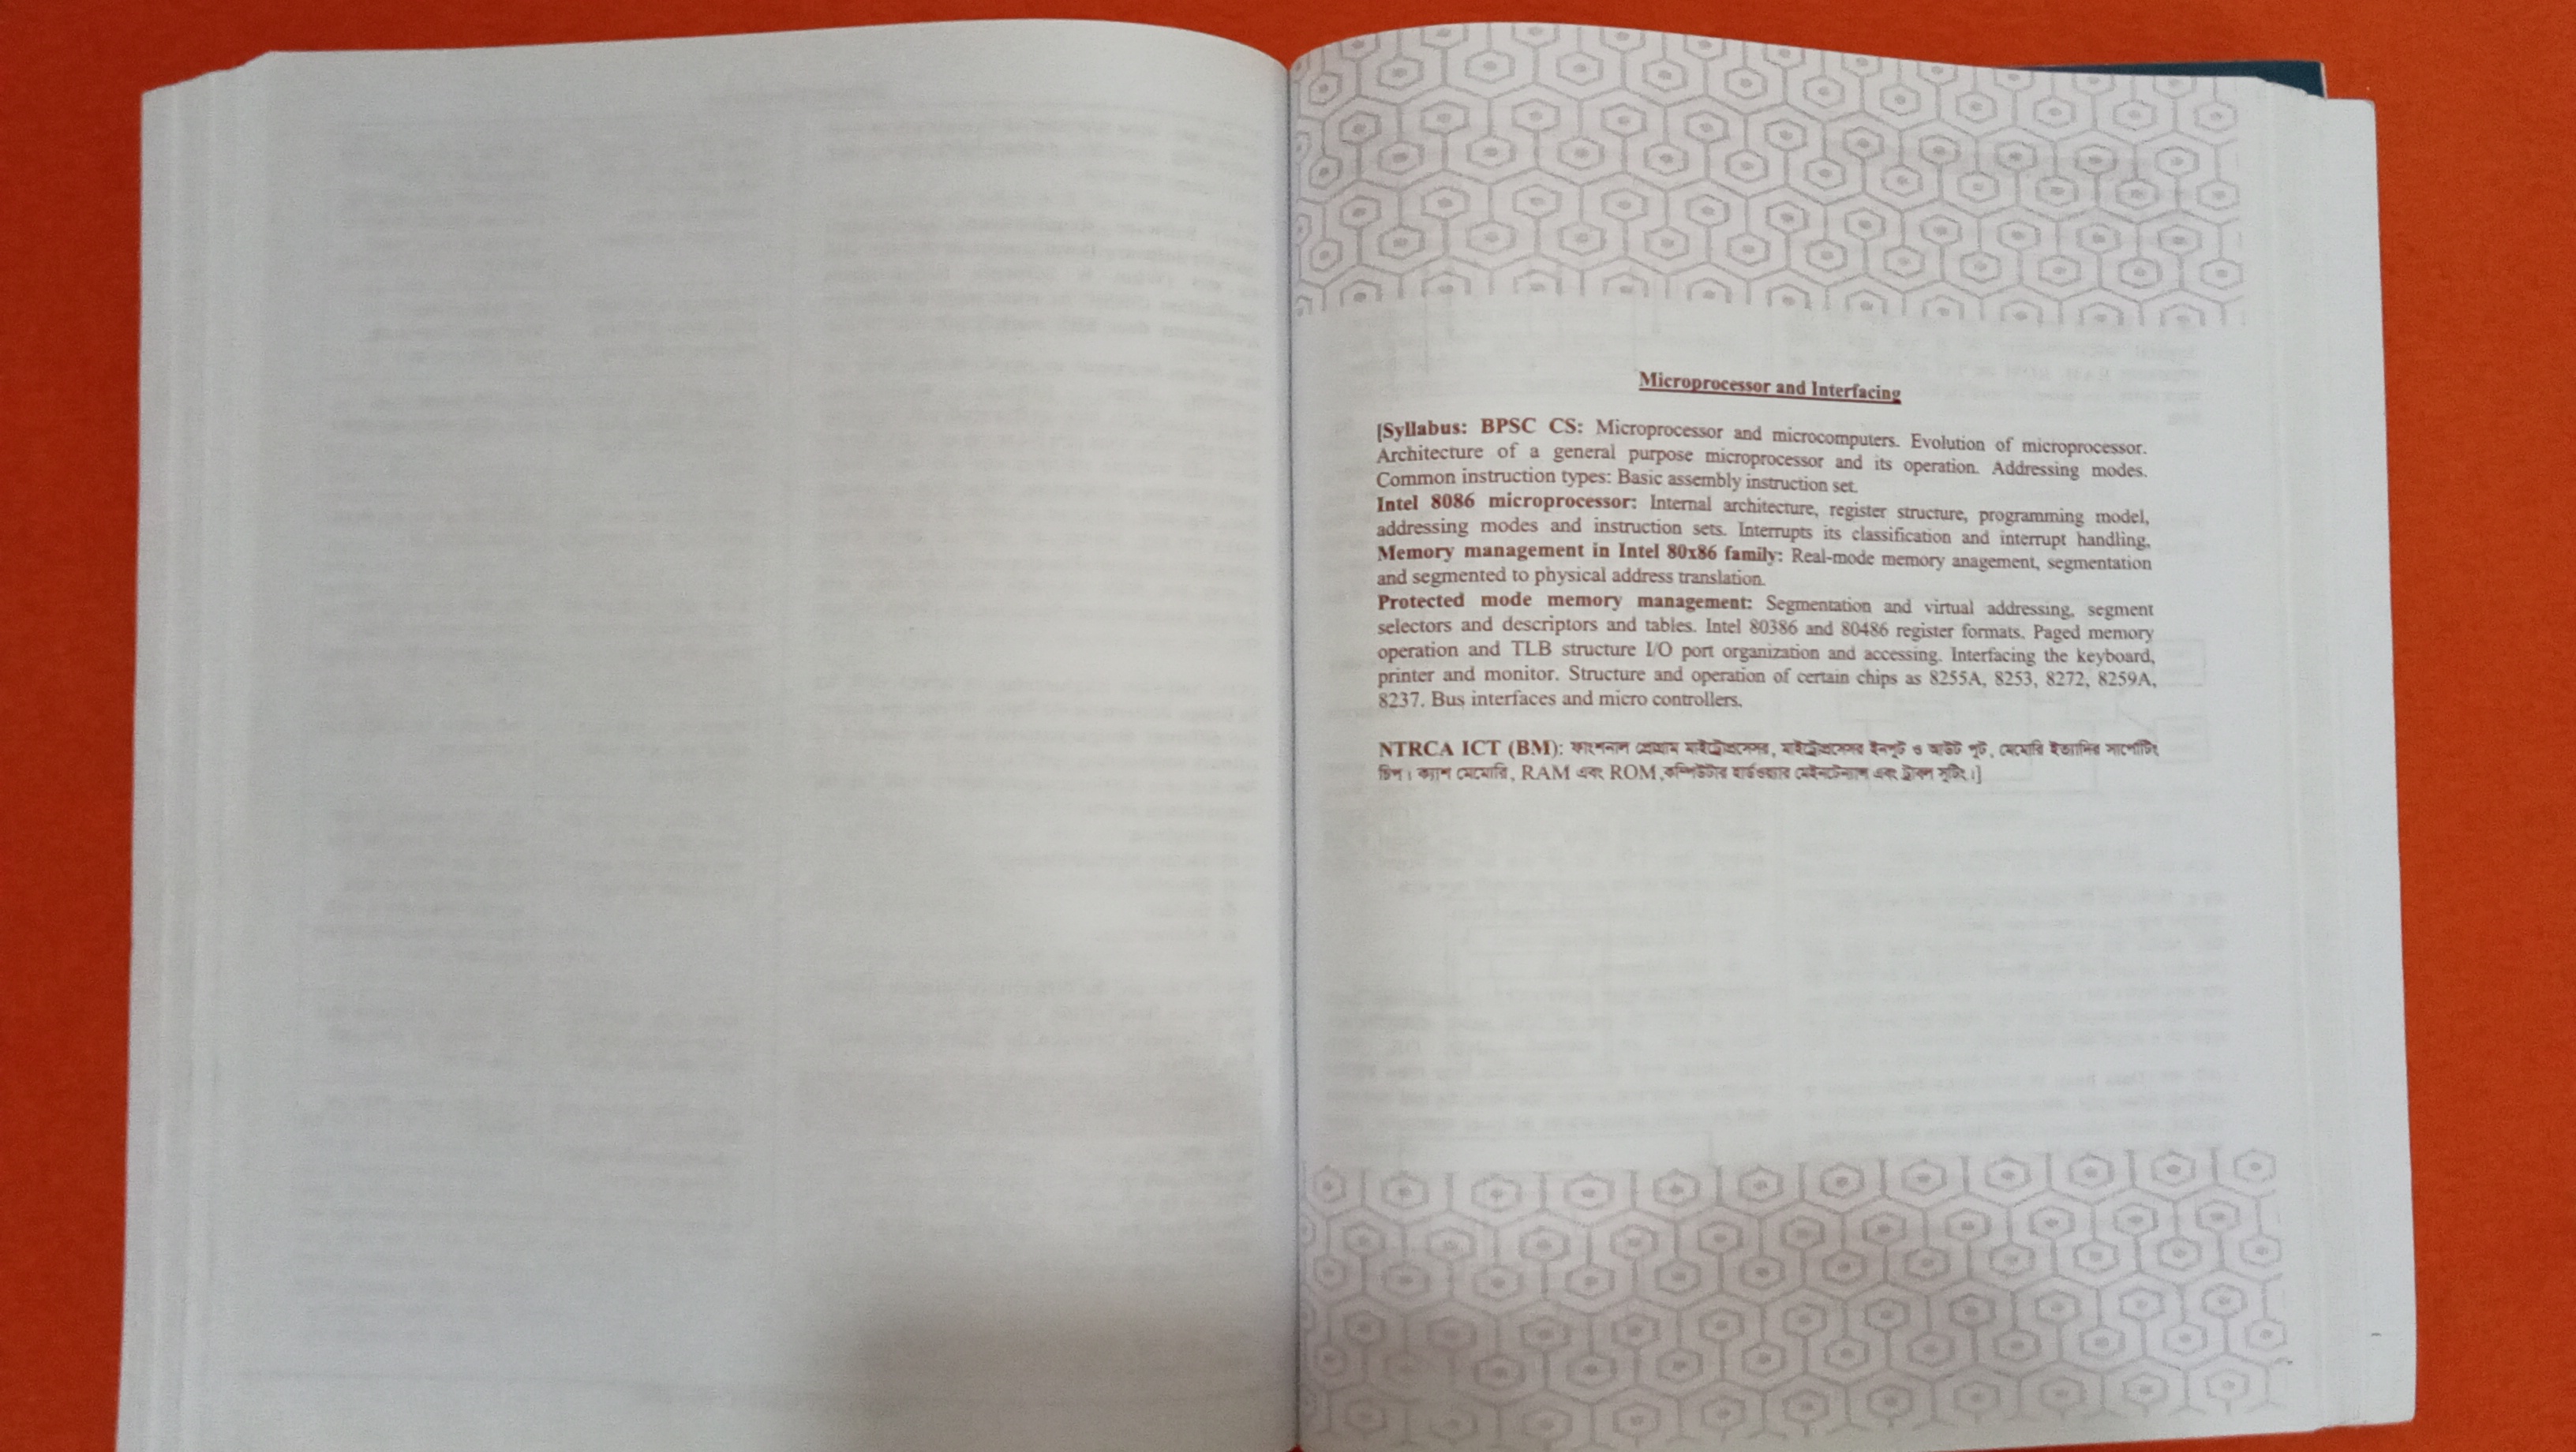 Microprocessor and Interfacing
[Syllabus: BPSC CS: Microprocessor and microcomputers. Evolution of microprocessor.
Architecture of a general purpose microprocessor and its operation. Addressing modes.
Common instruction types: Basic assembly instruction set.
Intel 8086 microprocessor: Internal architecture, register structure, programming model,
addressing modes and instruction sets. Interrupts its classification and interrupt handling,
Memory management in Intel 80x86 family: Real-mode memory anagement, segmentation
and segmented to physical address translation.
Protected mode memory management: Segmentation and virtual addressing, segment
selectors and descriptors and tables. Intel 80386 and 80486 register formats. Paged memory
operation and TLB structure I/O port organization and accessing. Interfacing the keyboard,
printer and monitor. Structure and operation of certain chips as 8255A, 8253, 8272, 8259A,
8237. Bus interfaces and micro controllers.
NTRCA ICT (BM): ফাংশনাল প্রোগ্রাম মাইক্রোপ্রসেসর, মাইক্রোপ্রসেসর ইনপুট ও আউট পুট, মেমোরি ইত্যাদির সাপোর্টিং
চিপ। ক্যাশ মেমোরি, RAM এবং ROM,কম্পিউটার হার্ডওয়্যার মেইনটেন্যান্স এবং ট্রাবল সুটিং।]